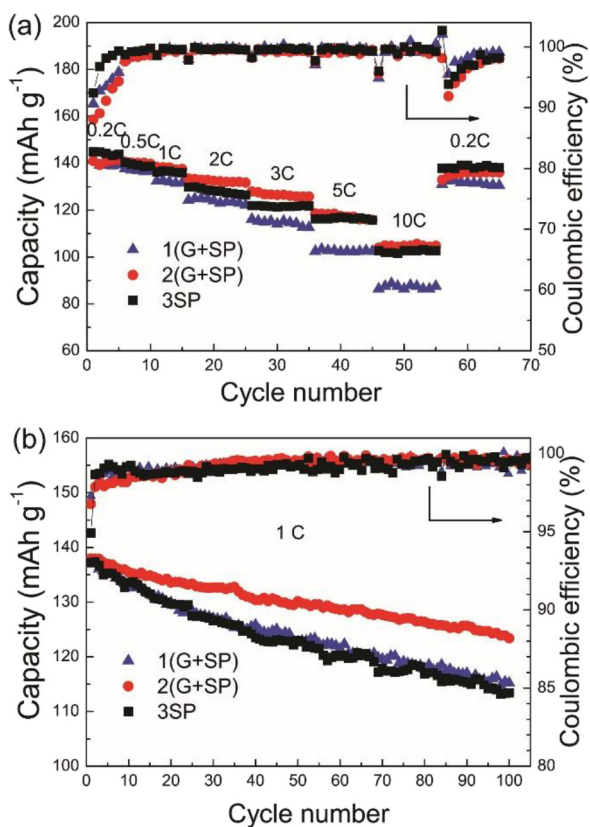 (a)
200
180
160
140
120
100
80
60
Capacity (mAh g⁻¹)
0.2C
0.5C
1C
2C
3C
5C
10C
0.2C
1(G+SP)
2(G+SP)
3SP
100
90
80
70
60
50
Coulombic efficiency (%)
0 10 20 30 40 50 60 70
Cycle number
(b)
160
150
140
130
120
110
100
Capacity (mAh g⁻¹)
1 C
1(G+SP)
2(G+SP)
3SP
100
95
90
85
80
Coulombic efficiency (%)
0 10 20 30 40 50 60 70 80 90 100
Cycle number